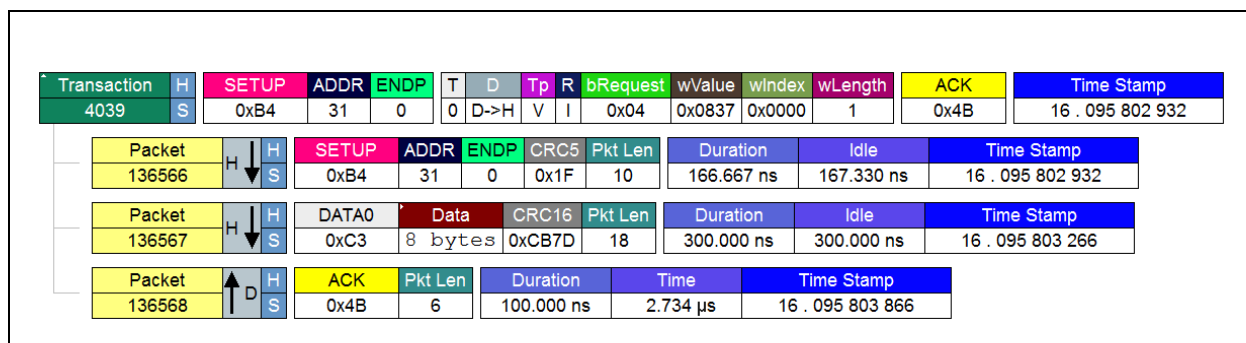 Transaction H SETUP ADDR ENDP T D Tp R bRequest wValue wIndex wLength ACK Time Stamp
4039 S 0xB4 31 0 0 D->H V I 0x04 0x0837 0x0000 1 0x4B 16 . 095 802 932
Packet H H SETUP ADDR ENDP CRC5 Pkt Len Duration Idle Time Stamp
136566 S 0xB4 31 0 0x1F 10 166.667 ns 167.330 ns 16 . 095 802 932
Packet H H DATA0 Data CRC16 Pkt Len Duration Idle Time Stamp
136567 S 0xC3 8 bytes 0xCB7D 18 300.000 ns 300.000 ns 16 . 095 803 266
Packet D H ACK Pkt Len Duration Time Time Stamp
136568 S 0x4B 6 100.000 ns 2.734 µs 16 . 095 803 866